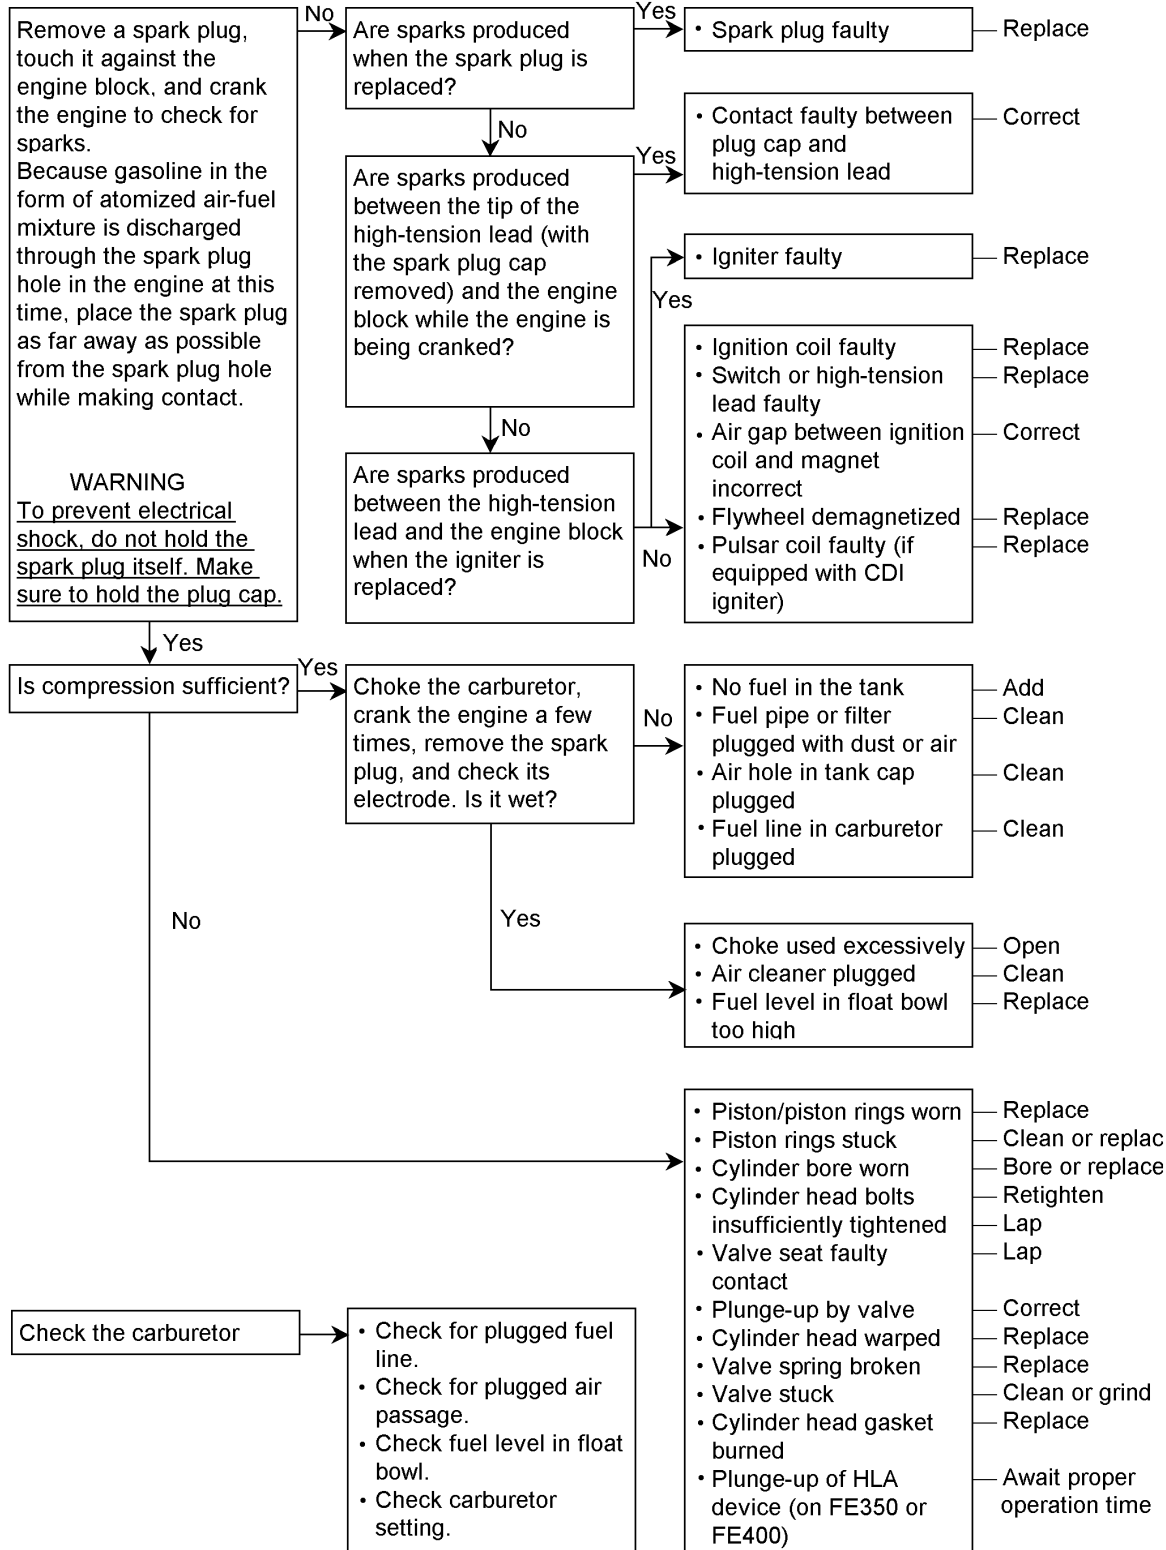 Remove a spark plug,
touch it against the
engine block, and crank
the engine to check for
sparks.
Because gasoline in the
form of atomized air-fuel
mixture is discharged
through the spark plug
hole in the engine at this
time, place the spark plug
as far away as possible
from the spark plug hole
while making contact.
WARNING
To prevent electrical
shock, do not hold the
spark plug itself. Make
sure to hold the plug cap.
No
Are sparks produced
when the spark plug is
replaced?
Yes
• Spark plug faulty
Replace
No
Are sparks produced
between the tip of the
high-tension lead (with
the spark plug cap
removed) and the engine
block while the engine is
being cranked?
Yes
• Contact faulty between
plug cap and
high-tension lead
Correct
No
Are sparks produced
between the high-tension
lead and the engine block
when the igniter is
replaced?
Yes
• Igniter faulty
Replace
No
• Ignition coil faulty
Replace
• Switch or high-tension
lead faulty
Replace
• Air gap between ignition
coil and magnet
incorrect
Correct
• Flywheel demagnetized
Replace
• Pulsar coil faulty (if
equipped with CDI
igniter)
Replace
Yes
Is compression sufficient?
Yes
Choke the carburetor,
crank the engine a few
times, remove the spark
plug, and check its
electrode. Is it wet?
No
• No fuel in the tank
Add
• Fuel pipe or filter
plugged with dust or air
Clean
• Air hole in tank cap
plugged
Clean
• Fuel line in carburetor
plugged
Clean
Yes
• Choke used excessively
Open
• Air cleaner plugged
Clean
• Fuel level in float bowl
too high
Replace
No
• Piston/piston rings worn
Replace
• Piston rings stuck
Clean or replac
• Cylinder bore worn
Bore or replace
• Cylinder head bolts
Retighten
insufficiently tightened
Lap
• Valve seat faulty
Lap
contact
• Plunge-up by valve
Correct
• Cylinder head warped
Replace
• Valve spring broken
Replace
• Valve stuck
Clean or grind
• Cylinder head gasket
burned
Replace
• Plunge-up of HLA
device (on FE350 or
FE400)
Await proper
operation time
Check the carburetor
• Check for plugged fuel
line.
• Check for plugged air
passage.
• Check fuel level in float
bowl.
• Check carburetor
setting.